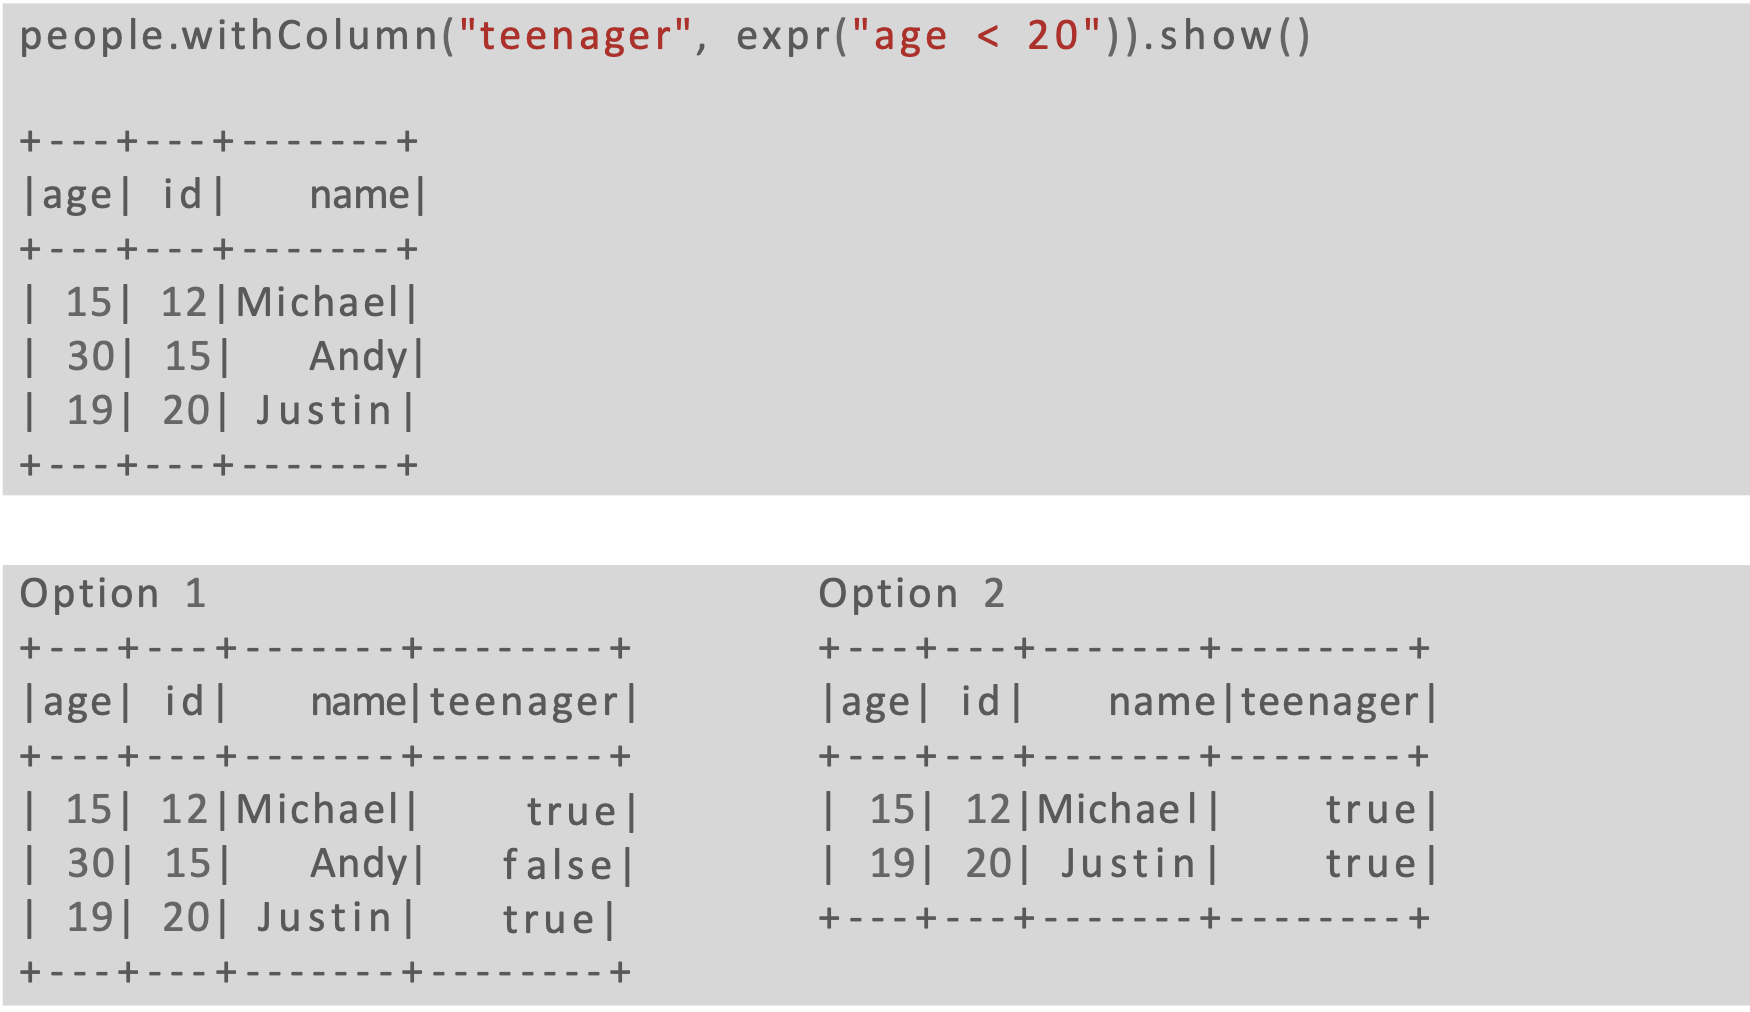 people.withColumn("teenager", expr("age < 20")).show()
+---+---+-------+
|age| id|   name|
+---+---+-------+
| 15| 12|Michael|
| 30| 15|   Andy|
| 19| 20| Justin|
+---+---+-------+
Option 1
+---+---+-------+--------+
|age| id|   name|teenager|
+---+---+-------+--------+
| 15| 12|Michael|    true|
| 30| 15|   Andy|   false|
| 19| 20| Justin|   true|
+---+---+-------+--------+
Option 2
+---+---+-------+--------+
|age| id|   name|teenager|
+---+---+-------+--------+
| 15| 12|Michael|    true|
| 19| 20| Justin|    true|
+---+---+-------+--------+